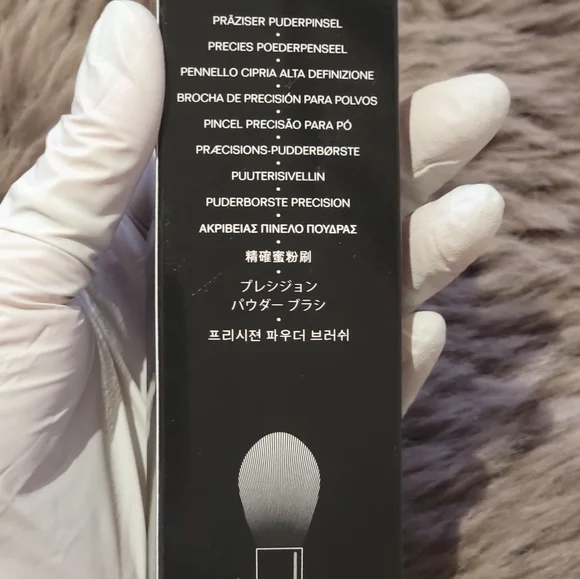 PRÄZISER PUDERPINSEL
•
PRECIES POEDERPENSEEL
•
PENNELLO CIPRIA ALTA DEFINIZIONE
•
BROCHA DE PRECISIÓN PARA POLVOS
•
PINCEL PRECISÃO PARA PÓ
•
PRÆCISIONS-PUDDERBØRSTE
•
PUUTERISIVELLIN
•
PUDERBORSTE PRECISION
•
ΑΚΡΙΒΕΙΑΣ ΠΙΝΕΛΟ ΠΟΥΔΡΑΣ
•
精確蜜粉刷
•
プレシジョン
パウダー ブラシ
•
프리시젼 파우더 브러쉬